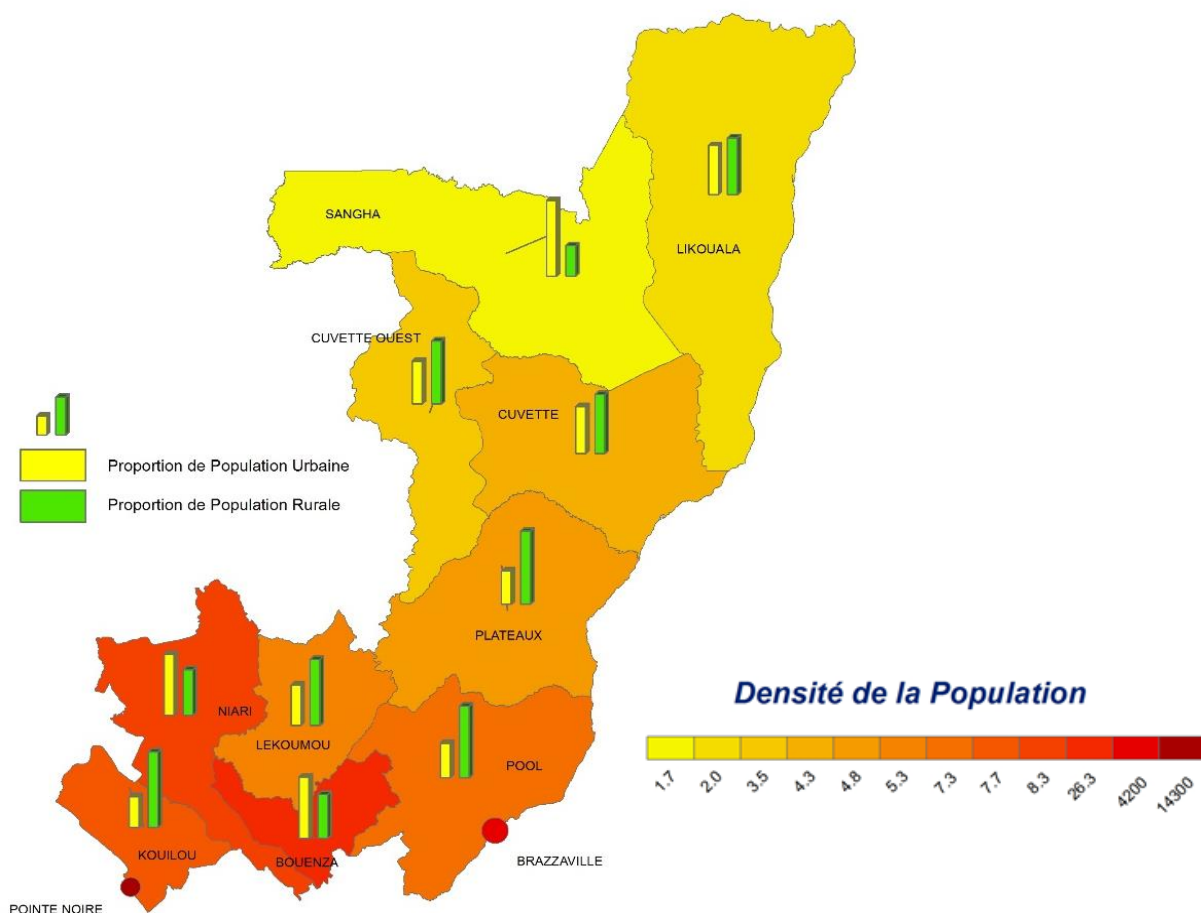 SANGHA
LIKOUALA
CUVETTE OUEST
CUVETTE
Proportion de Population Urbaine
Proportion de Population Rurale
PLATEAUX
Densité de la Population
NIARI
LEKOUMOU
POOL
1.7 2.0 3.5 4.3 4.8 5.3 7.3 7.7 8.3 26.3 4200 14300
KOUILOU
BOUENZA
BRAZZAVILLE
POINTE NOIRE